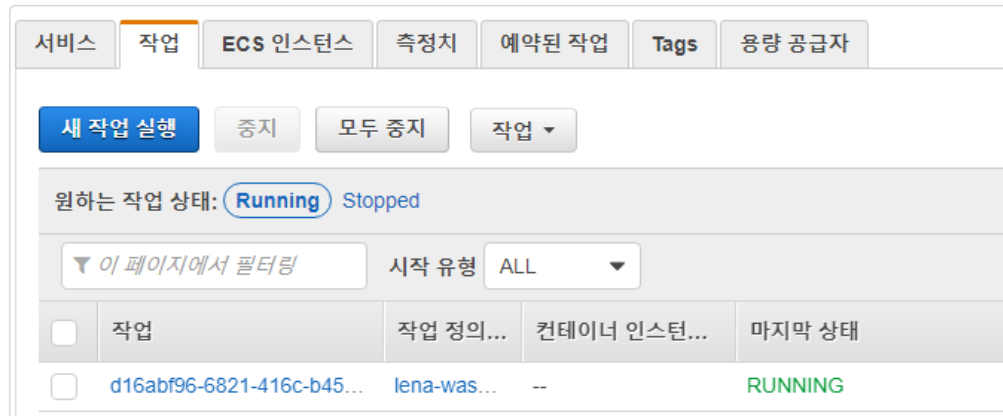 서비스 작업 ECS 인스턴스 측정치 예약된 작업 Tags 용량 공급자
새 작업 실행 중지 모두 중지 작업
원하는 작업 상태: Running Stopped
이 페이지에서 필터링 시작 유형 ALL
작업 작업 정의... 컨테이너 인스턴... 마지막 상태
d16abf96-6821-416c-b45... lena-was... -- RUNNING